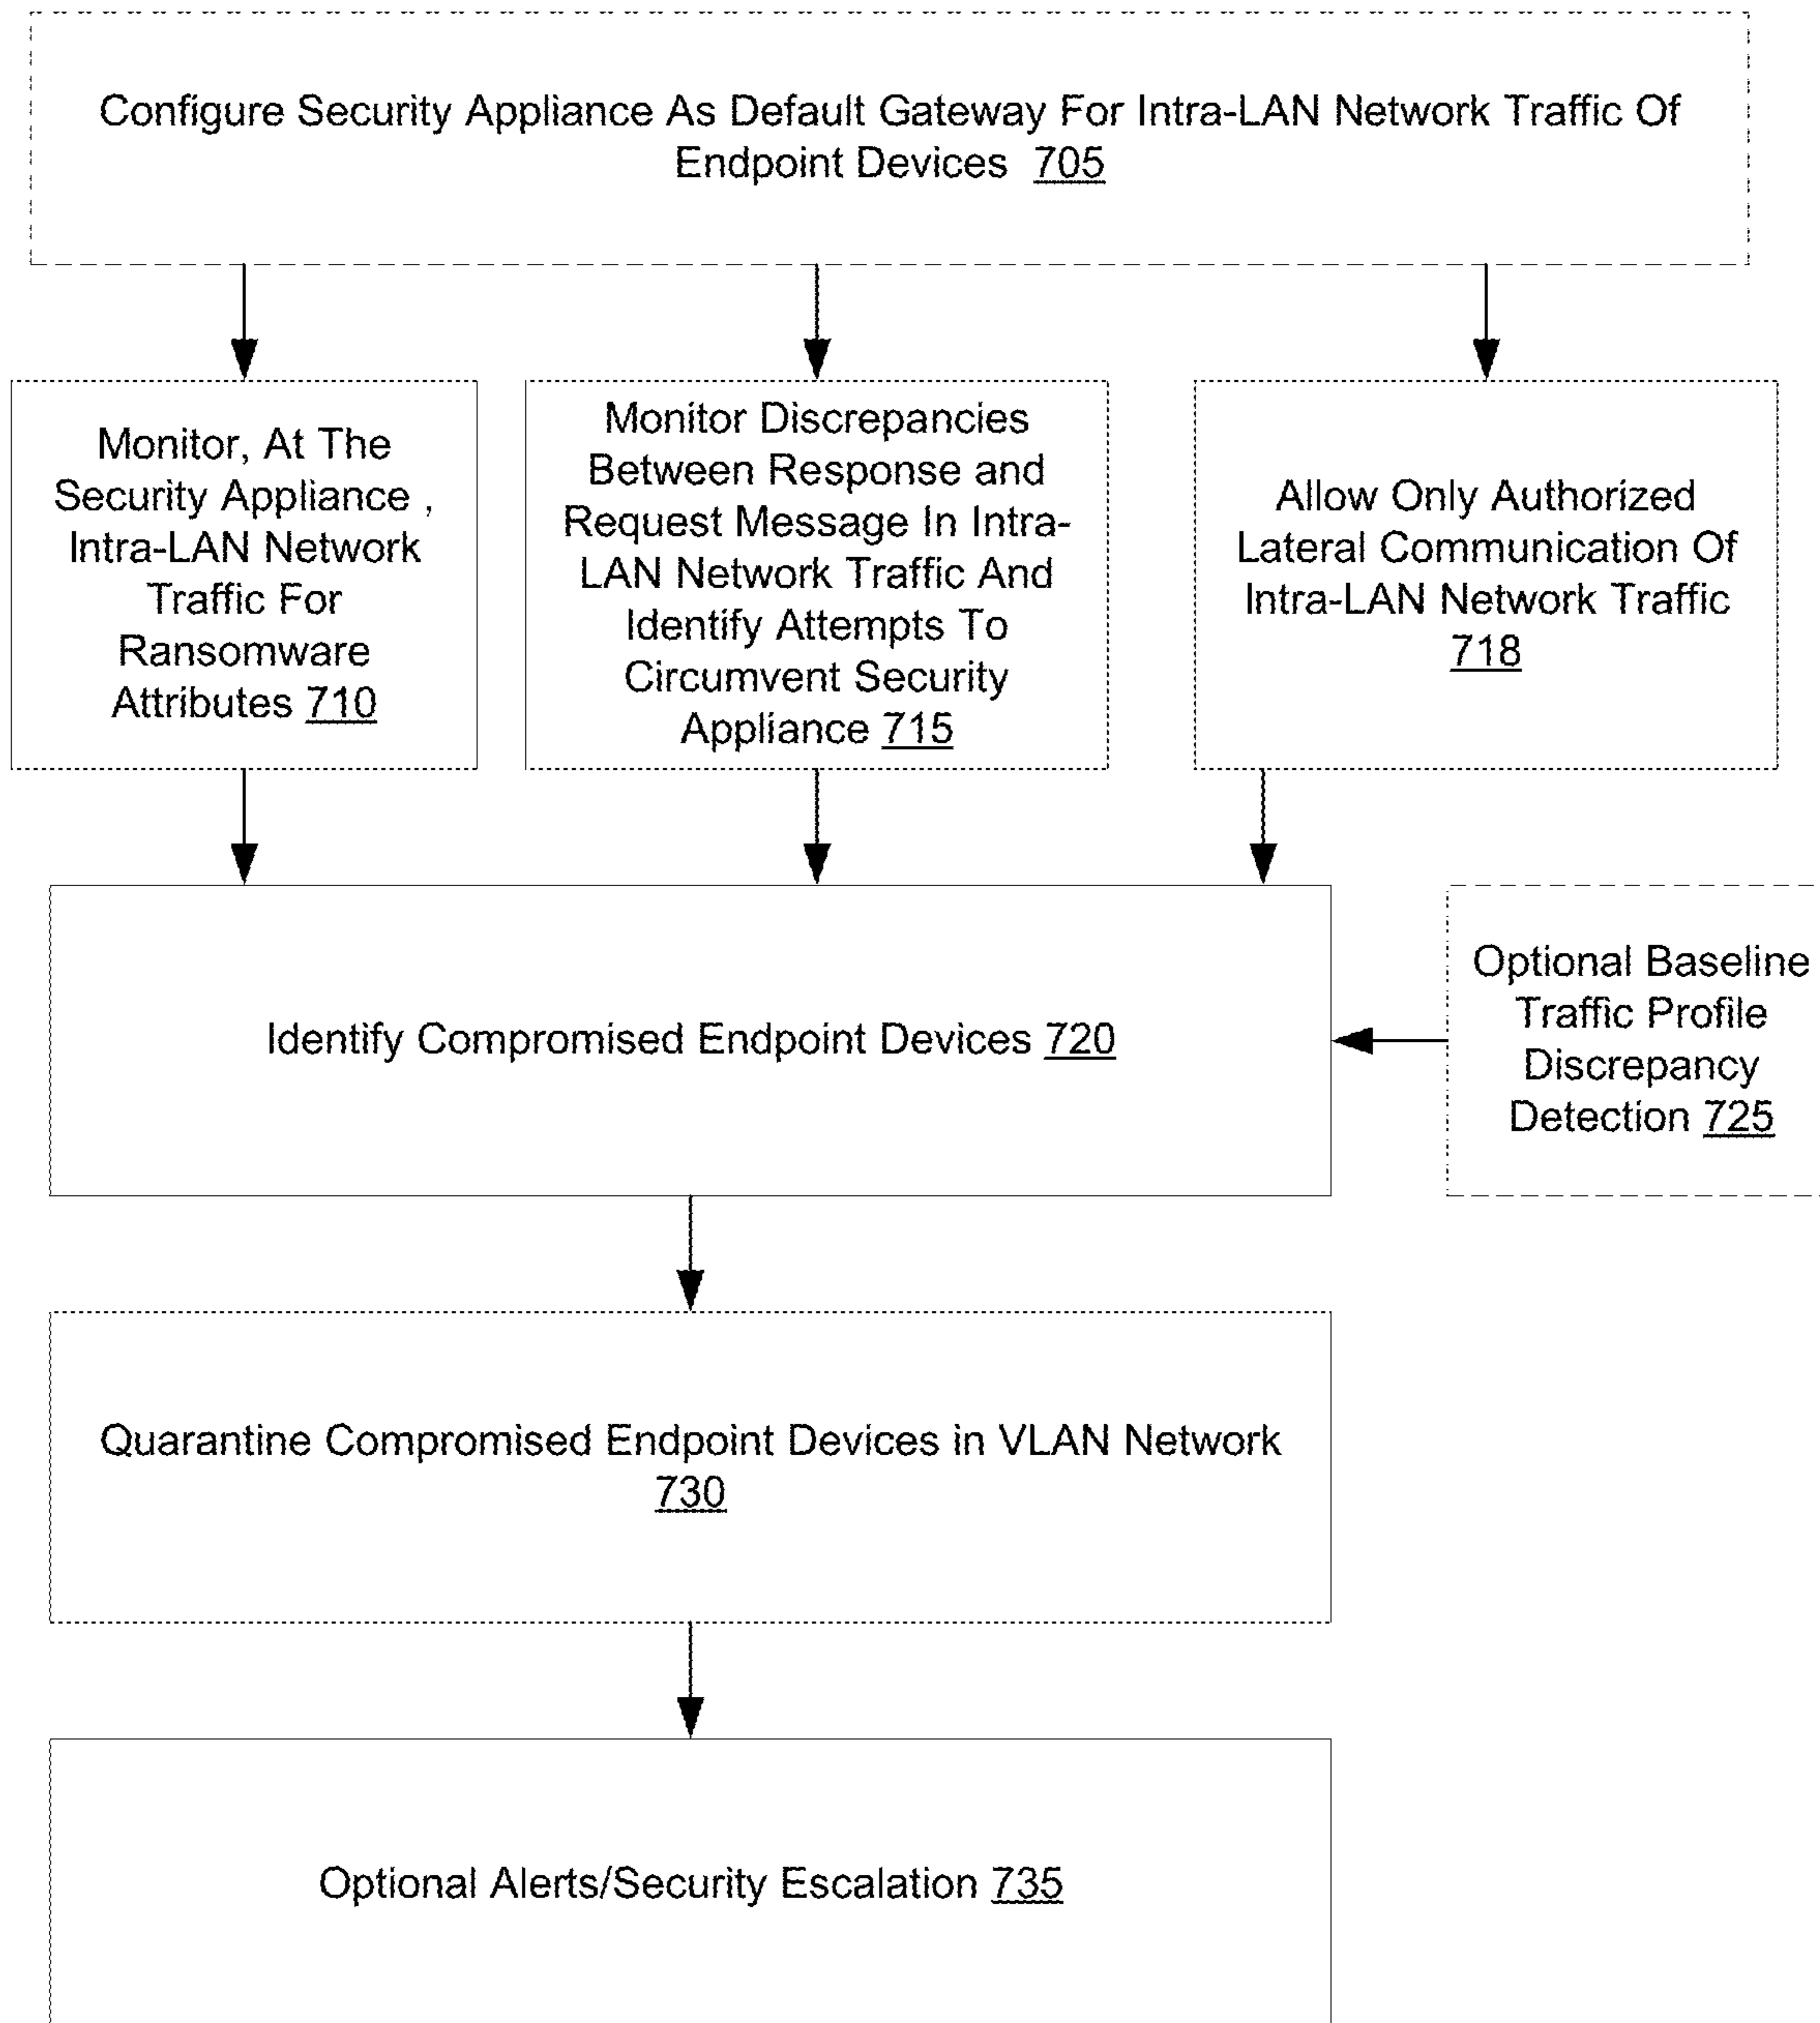 Configure Security Appliance As Default Gateway For Intra-LAN Network Traffic Of
Endpoint Devices 705
Monitor, At The
Security Appliance ,
Intra-LAN Network
Traffic For
Ransomware
Attributes 710
Monitor Discrepancies
Between Response and
Request Message In Intra-
LAN Network Traffic And
Identify Attempts To
Circumvent Security
Appliance 715
Allow Only Authorized
Lateral Communication Of
Intra-LAN Network Traffic
718
Identify Compromised Endpoint Devices 720
Optional Baseline
Traffic Profile
Discrepancy
Detection 725
Quarantine Compromised Endpoint Devices in VLAN Network
730
Optional Alerts/Security Escalation 735